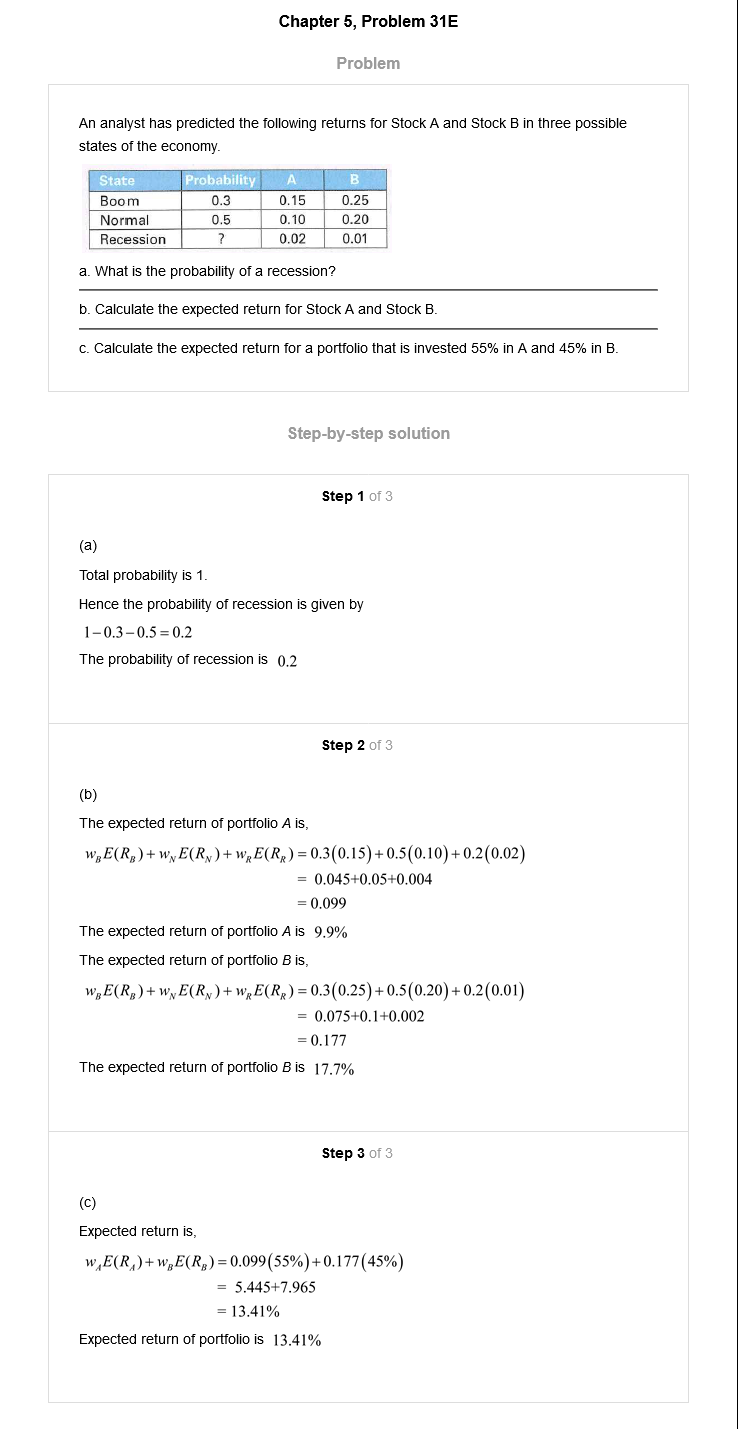 Chapter 5, Problem 31E
Problem
An analyst has predicted the following returns for Stock A and Stock B in three possible
states of the economy.
State Probability A B
Boom 0.3 0.15 0.25
Normal 0.5 0.10 0.20
Recession ? 0.02 0.01
a. What is the probability of a recession?
b. Calculate the expected return for Stock A and Stock B.
c. Calculate the expected return for a portfolio that is invested 55% in A and 45% in B.
Step-by-step solution
Step 1 of 3
(a)
Total probability is 1.
Hence the probability of recession is given by
1−0.3−0.5=0.2
The probability of recession is 0.2
Step 2 of 3
(b)
The expected return of portfolio A is,
w_B E(R_B)+w_N E(R_N)+w_R E(R_R)=0.3(0.15)+0.5(0.10)+0.2(0.02)
= 0.045+0.05+0.004
=0.099
The expected return of portfolio A is 9.9%
The expected return of portfolio B is,
w_B E(R_B)+w_N E(R_N)+w_R E(R_R)=0.3(0.25)+0.5(0.20)+0.2(0.01)
= 0.075+0.1+0.002
=0.177
The expected return of portfolio B is 17.7%
Step 3 of 3
(c)
Expected return is,
w_A E(R_A)+w_B E(R_B)=0.099(55%)+0.177(45%)
= 5.445+7.965
=13.41%
Expected return of portfolio is 13.41%